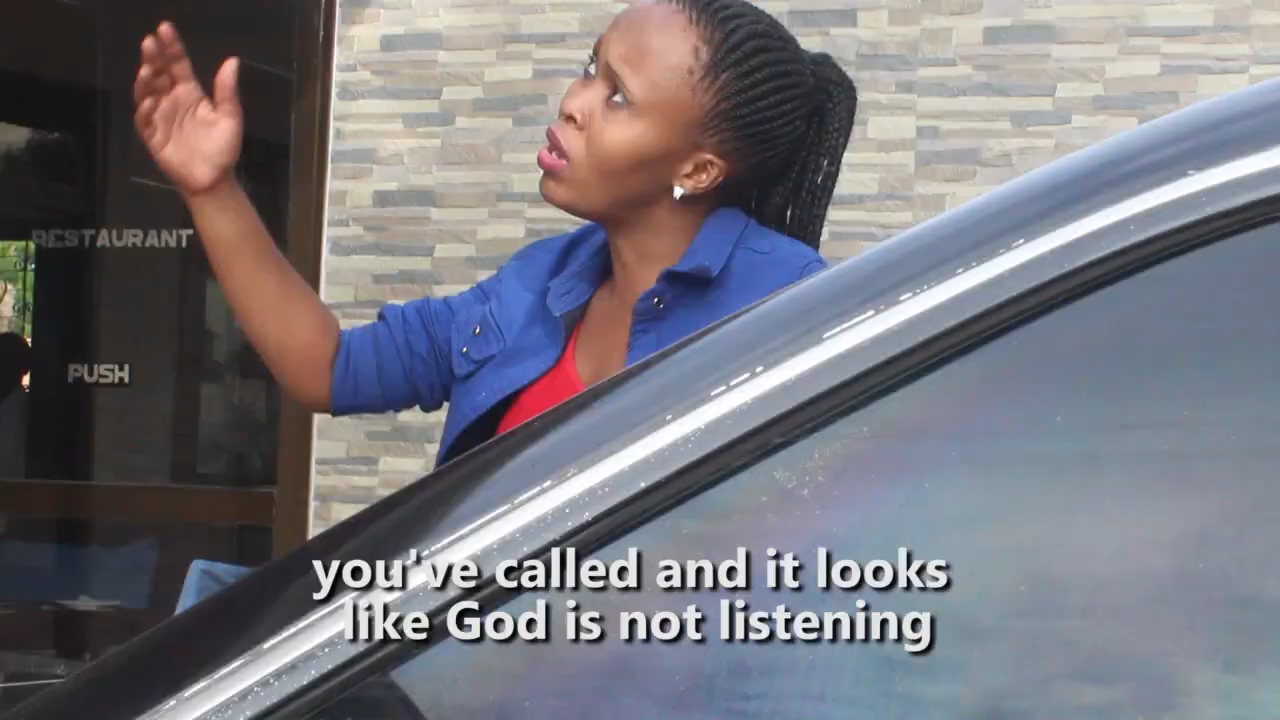 RESTAURANT
PUSH
you've called and it looks
like God is not listening